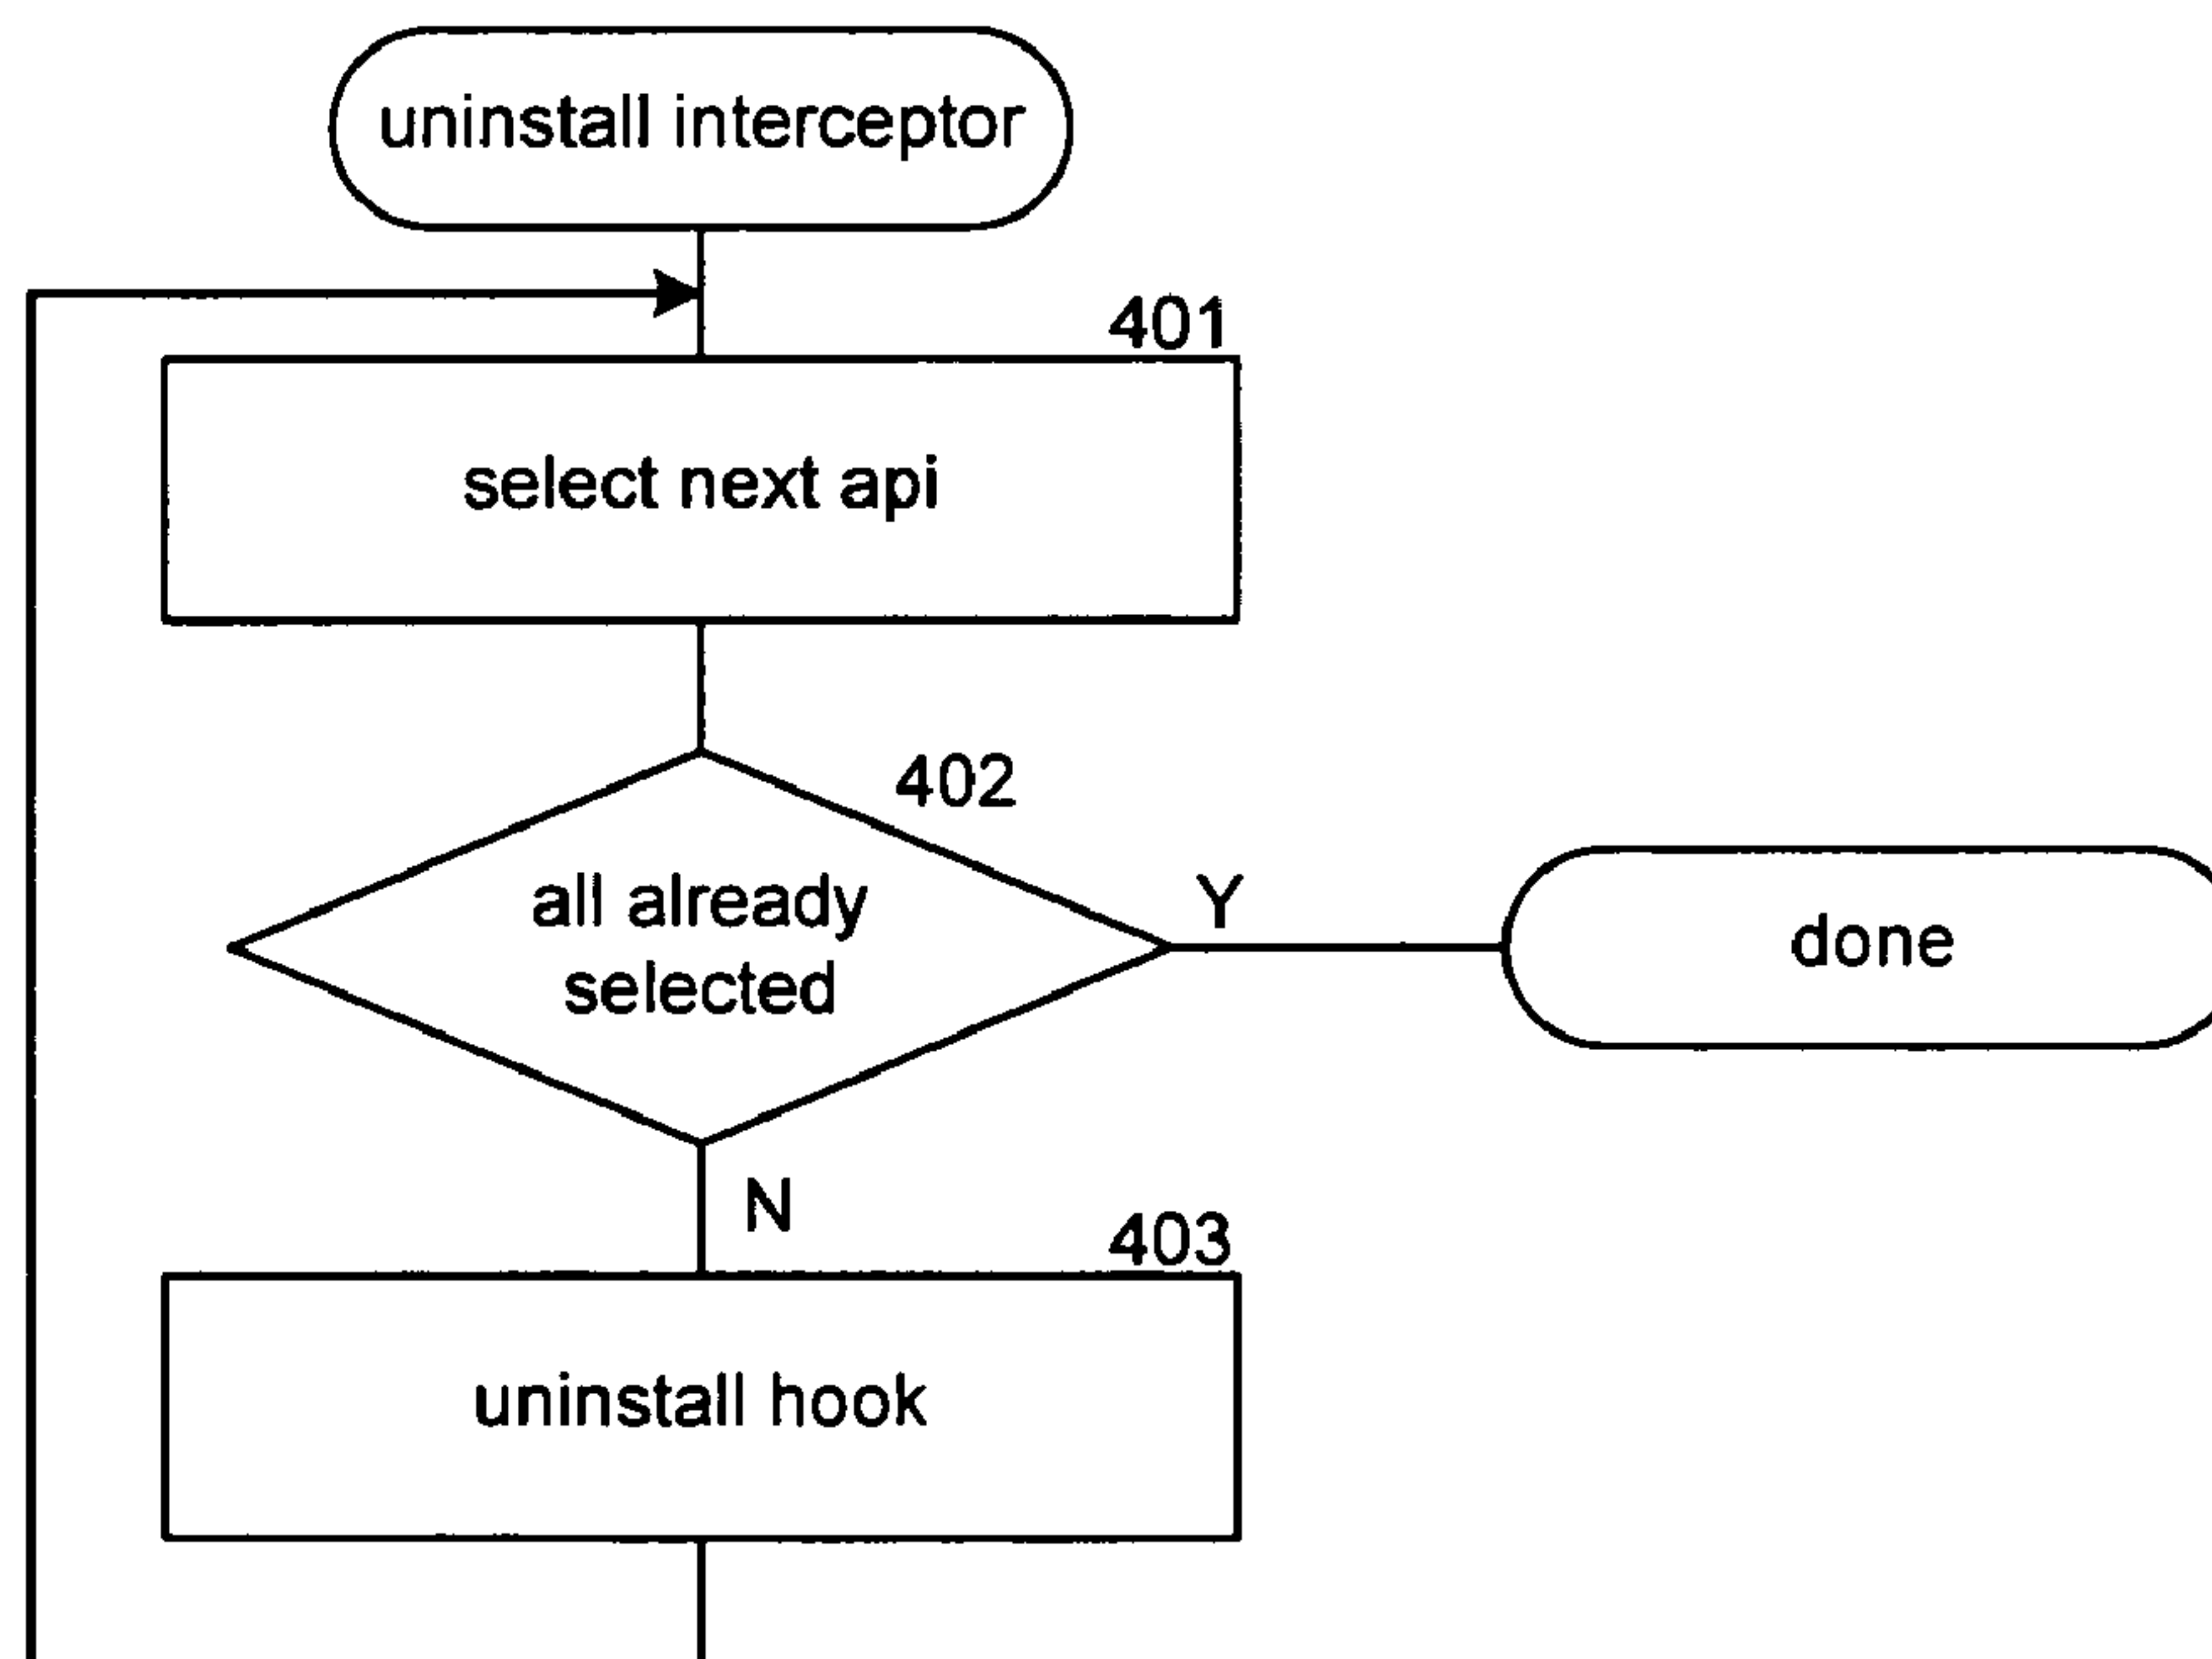 uninstall interceptor
401
select next api
402
all already
selected
Y
done
N
403
uninstall hook